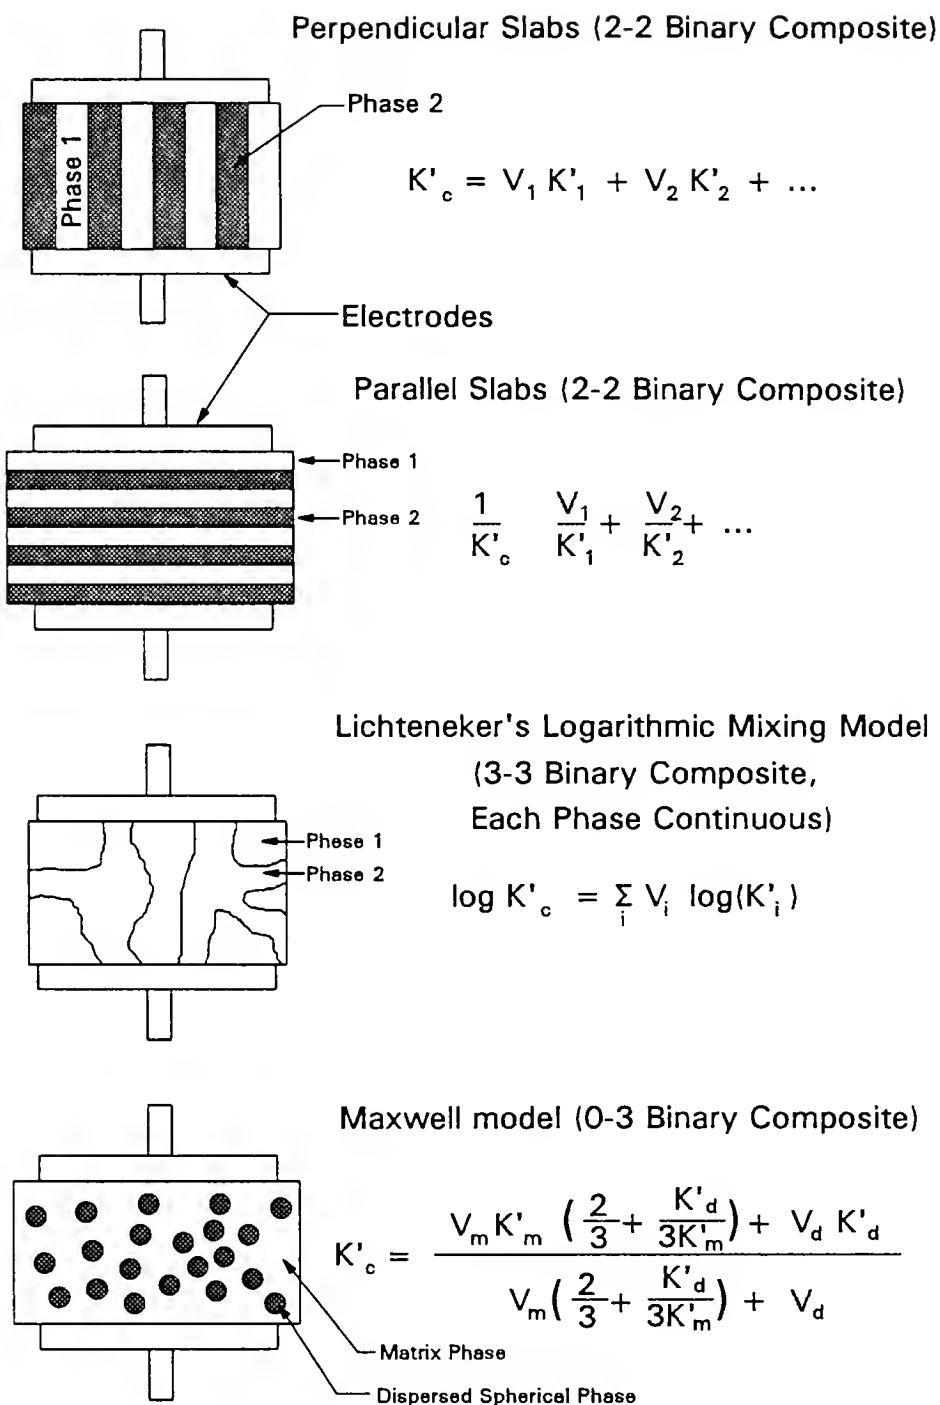 Perpendicular Slabs (2-2 Binary Composite)
Phase 2
Phase 1
K'c = V1 K'1 + V2 K'2 + ...
Electrodes
Parallel Slabs (2-2 Binary Composite)
Phase 1
Phase 2
1/K'c V1/K'1 + V2/K'2 + ...
Lichteneker's Logarithmic Mixing Model
(3-3 Binary Composite,
Each Phase Continuous)
Phese 1
Phase 2
log K'c = Σi Vi log(K'i)
Maxwell model (0-3 Binary Composite)
K'c = (Vm K'm (2/3 + K'd/3K'm) + Vd K'd) / (Vm(2/3 + K'd/3K'm) + Vd)
Matrix Phase
Dispersed Spherical Phase